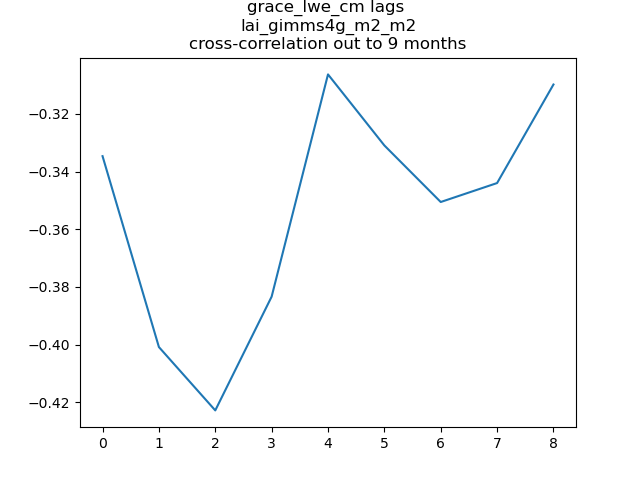 grace_lwe_cm lags
lai_gimms4g_m2_m2
cross-correlation out to 9 months
−0.32
−0.34
−0.36
−0.38
−0.40
−0.42
0 1 2 3 4 5 6 7 8